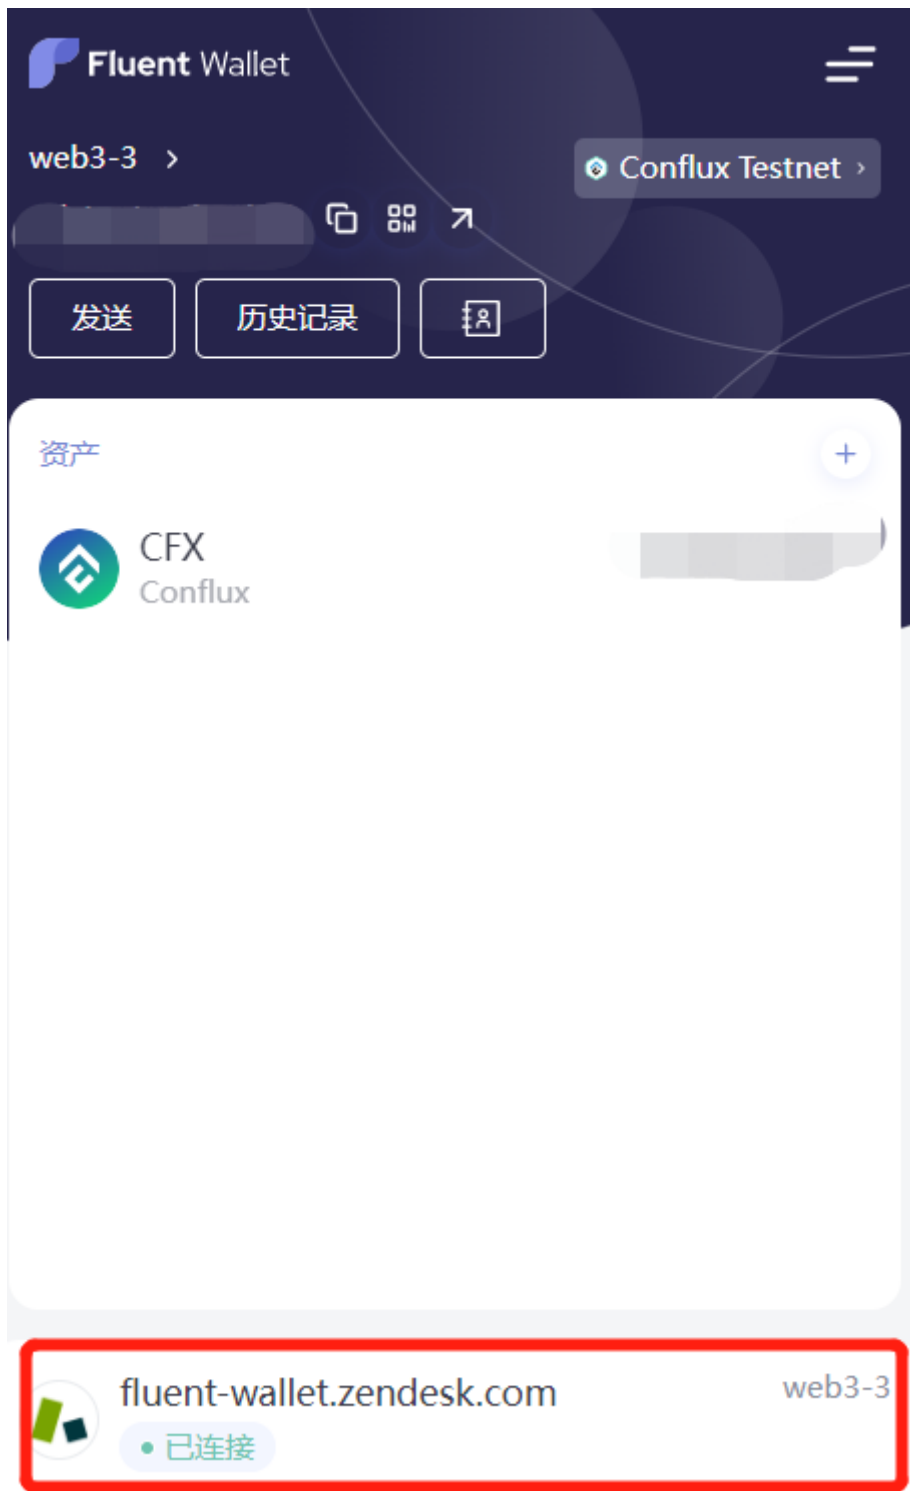 Fluent Wallet
web3-3
Conflux Testnet
发送
历史记录
资产
CFX
Conflux
fluent-wallet.zendesk.com
web3-3
已连接